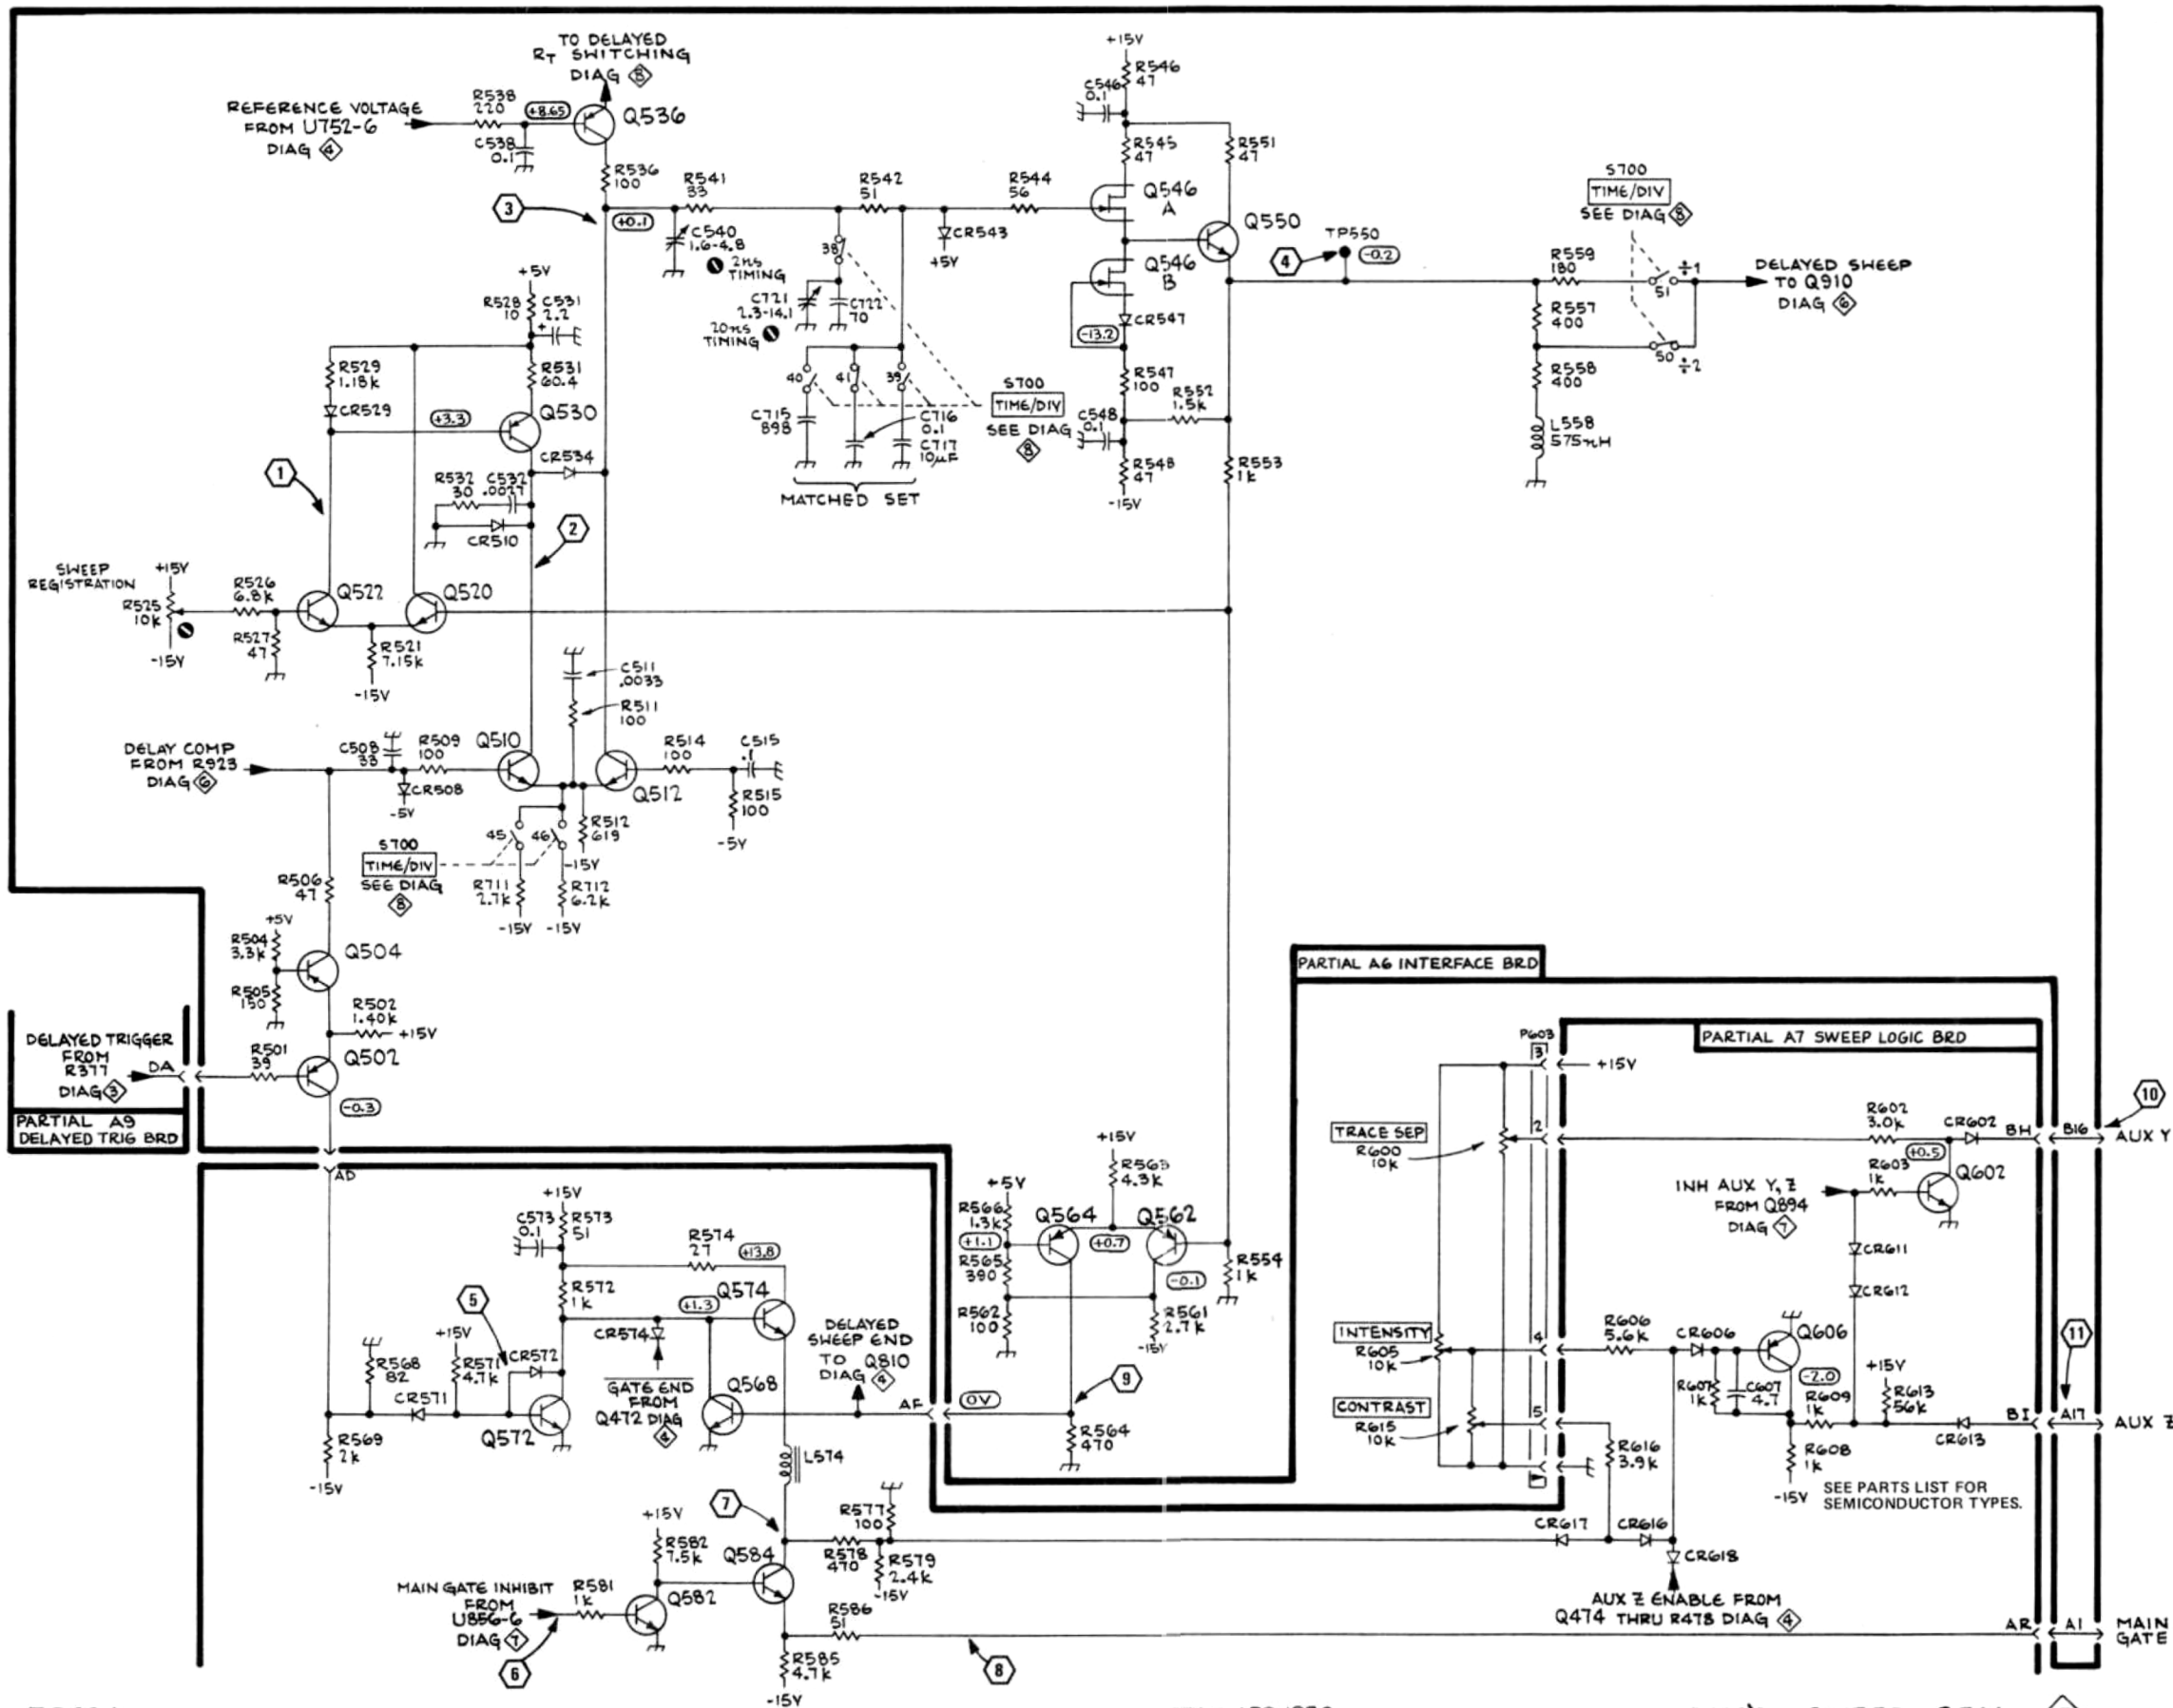 TO DELAYED
RT SWITCHING
DIAG 8
REFERENCE VOLTAGE
FROM U752-6
DIAG 4
R538
220
+8.65
Q536
C538
0.1
R536
100
3
+0.1
R541
33
C540
1.6-4.8
2ns
TIMING
R542
51
38
C721
2.3-14.1
20ns
TIMING
C722
70
R544
56
CR543
+5V
+15V
R546
47
C546
0.1
R545
47
R551
47
Q546
A
Q550
Q546
B
CR547
-13.2
R547
100
R552
1.5k
C548
0.1
R548
47
-15V
R553
1k
4
TP550
-0.2
S700
TIME/DIV
SEE DIAG 8
R559
180
51
÷1
DELAYED SWEEP
TO Q910
DIAG 6
R557
400
50
÷2
R558
400
L558
575nH
40
41
39
C715
898
C716
0.1
C717
10µF
MATCHED SET
S700
TIME/DIV
SEE DIAG
8
+5V
R528
10
C531
2.2
R529
1.18k
R531
60.4
CR529
+3.3
Q530
CR534
1
R532
30
C532
.0027
CR510
2
SWEEP
REGISTRATION
+15V
R525
10k
-15V
R526
6.8k
R527
47
Q522
Q520
R521
7.15k
-15V
C511
.0033
R511
100
DELAY COMP
FROM R923
DIAG 6
C508
33
R509
100
CR508
-5V
Q510
Q512
R514
100
C515
.1
R515
100
-5V
45
46
R512
619
-15V
S700
TIME/DIV
SEE DIAG
8
R711
2.7k
-15V
R712
6.2k
-15V
R506
47
+5V
R504
3.3k
Q504
R505
150
R502
1.40k
+15V
DELAYED TRIGGER
FROM
R377
DIAG 3
DA
R501
39
Q502
-0.3
PARTIAL A9
DELAYED TRIG BRD
AD
PARTIAL A6 INTERFACE BRD
PARTIAL A7 SWEEP LOGIC BRD
P603
3
+15V
TRACE SEP
R600
10k
2
R602
3.0k
CR602
BH
B16
AUX Y
10
+0.5
R603
1k
Q602
INH AUX Y, Z
FROM Q894
DIAG 7
CR611
CR612
INTENSITY
R605
10k
4
R606
5.6k
CR606
Q606
R607
1k
C607
4.7
-2.0
R609
1k
+15V
R613
56k
11
CONTRAST
R615
10k
5
R616
3.9k
R608
1k
-15V
CR613
BI
A17
AUX Z
SEE PARTS LIST FOR
SEMICONDUCTOR TYPES.
CR617
CR616
CR618
AUX Z ENABLE FROM
Q474 THRU R478 DIAG 4
AR
A1
MAIN
GATE
+15V
R563
4.3k
+5V
R566
1.3k
+1.1
Q564
+0.7
Q562
R565
390
-0.1
R554
1k
R562
100
R561
2.7k
-15V
9
0V
R564
470
+15V
C573
0.1
R573
51
R574
27
+13.8
R572
1k
+1.3
Q574
5
+15V
R568
82
R571
4.7k
CR572
CR571
Q572
R569
2k
-15V
CR574
GATE END
FROM
Q472 DIAG
4
Q568
DELAYED
SWEEP END
TO Q810
DIAG 4
AF
L574
7
R577
100
R578
470
R579
2.4k
-15V
+15V
R582
7.5k
Q584
MAIN GATE INHIBIT
FROM
U856-6
DIAG 7
R581
1k
Q582
6
R586
51
R585
4.7k
-15V
8